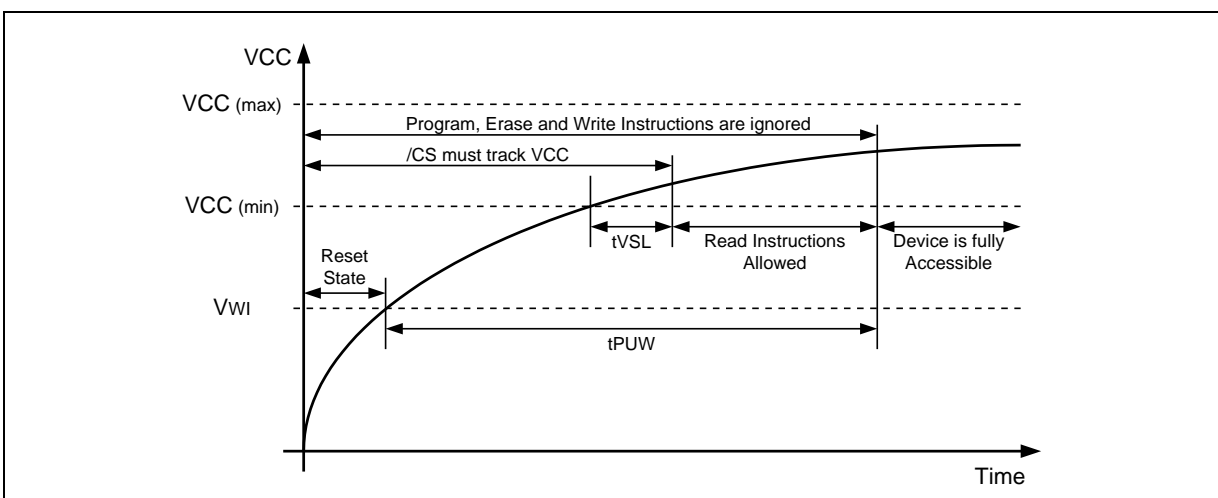 VCC
VCC (max)
Program, Erase and Write Instructions are ignored
/CS must track VCC
VCC (min)
tVSL
Read Instructions
Allowed
Device is fully
Accessible
Reset
State
VWI
tPUW
Time